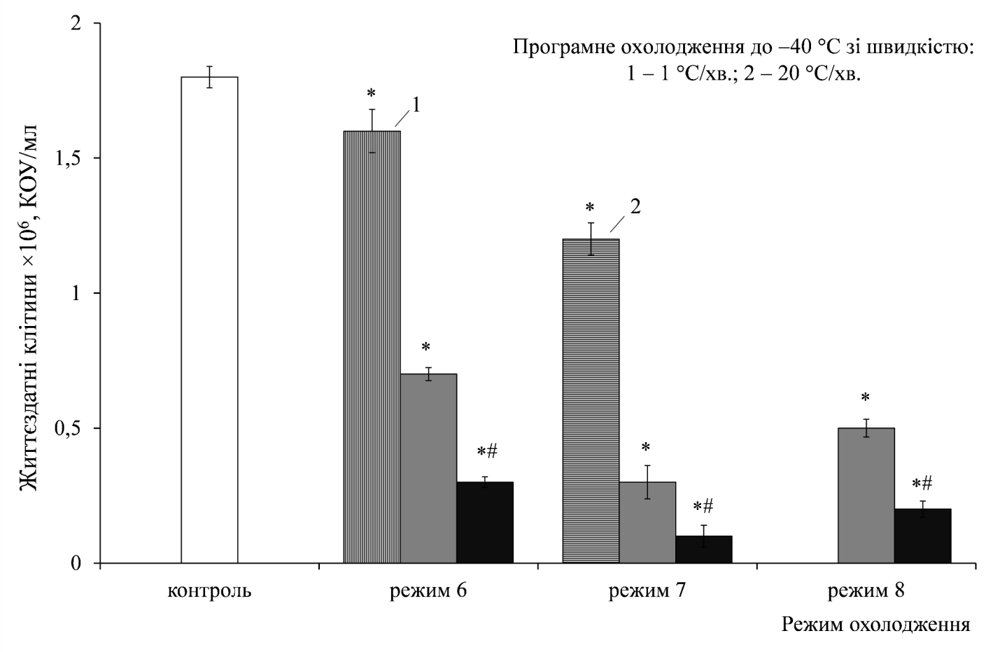 Програмне охолодження до –40 °C зі швидкістю:
1 – 1 °C/хв.; 2 – 20 °C/хв.
Життєздатні клітини ×10⁶, КОУ/мл
2
1,5
1
0,5
0
*
1
*
*#
*
2
*
*#
*
*#
контроль
режим 6
режим 7
режим 8
Режим охолодження